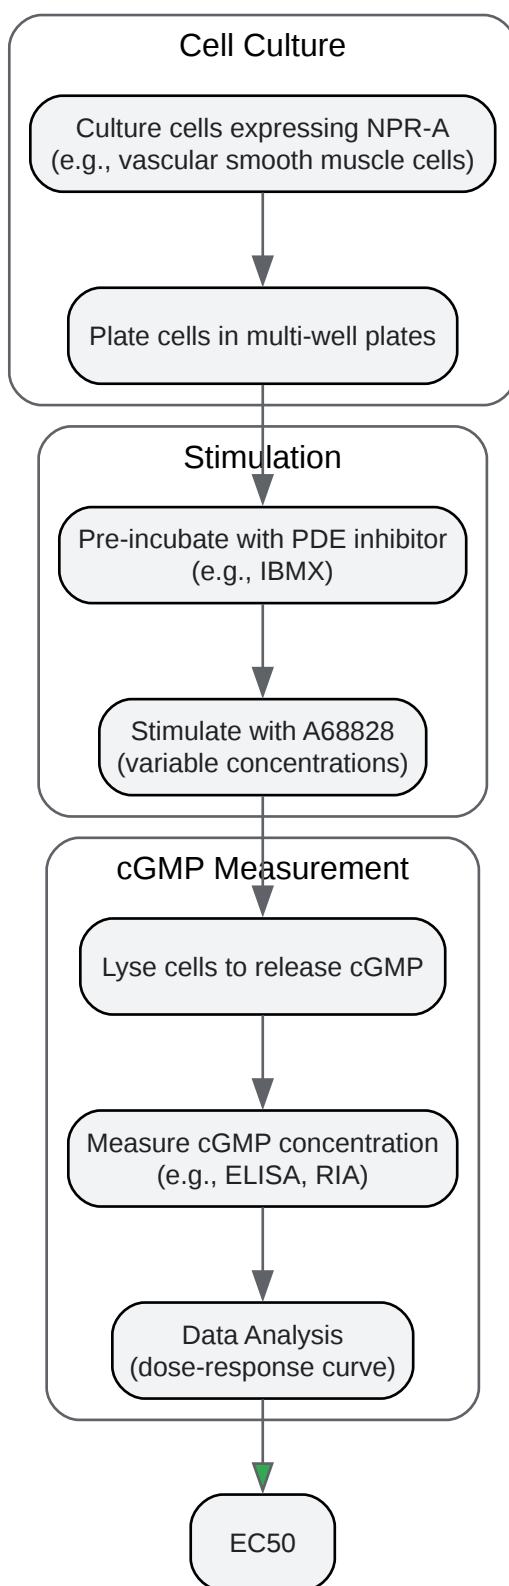 Cell Culture
Culture cells expressing NPR-A
(e.g., vascular smooth muscle cells)
Plate cells in multi-well plates
Stimulation
Pre-incubate with PDE inhibitor
(e.g., IBMX)
Stimulate with A68828
(variable concentrations)
cGMP Measurement
Lyse cells to release cGMP
Measure cGMP concentration
(e.g., ELISA, RIA)
Data Analysis
(dose-response curve)
EC50